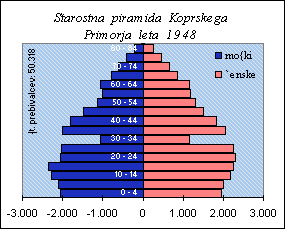 Starostna piramida Koprskega
Primorja leta 1948
{t. prebivalcev: 50.318
80 - 84
70 - 74
60 - 64
50 - 54
40 - 44
30 - 34
20 - 24
10 - 14
0 - 4
mo{ki
`enske
-3.000 -2.000 -1.000 0 1.000 2.000 3.000